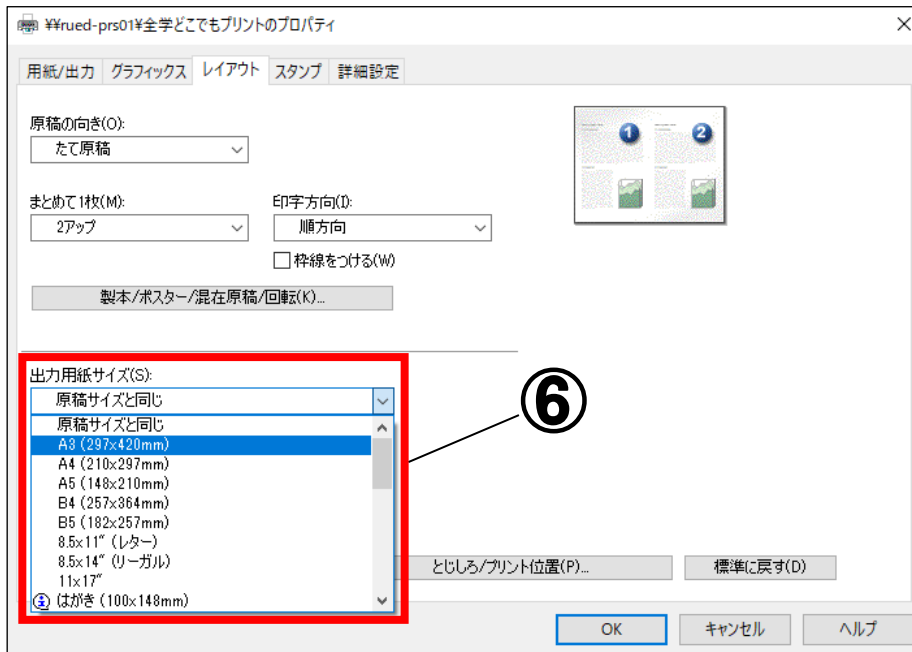 ¥¥rued-prs01¥全学どこでもプリントのプロパティ
用紙/出力 グラフィックス レイアウト スタンプ 詳細設定
原稿の向き(O):
たて原稿
まとめて1枚(M): 印字方向(I):
2アップ 順方向
枠線をつける(W)
製本/ポスター/混在原稿/回転(K)...
1 2
出力用紙サイズ(S):
原稿サイズと同じ
原稿サイズと同じ
A3 (297x420mm)
A4 (210x297mm)
A5 (148x210mm)
B4 (257x364mm)
B5 (182x257mm)
8.5x11" (レター)
8.5x14" (リーガル)
11x17"
はがき (100x148mm)
⑥
とじしろ/プリント位置(P)... 標準に戻す(D)
OK キャンセル ヘルプ